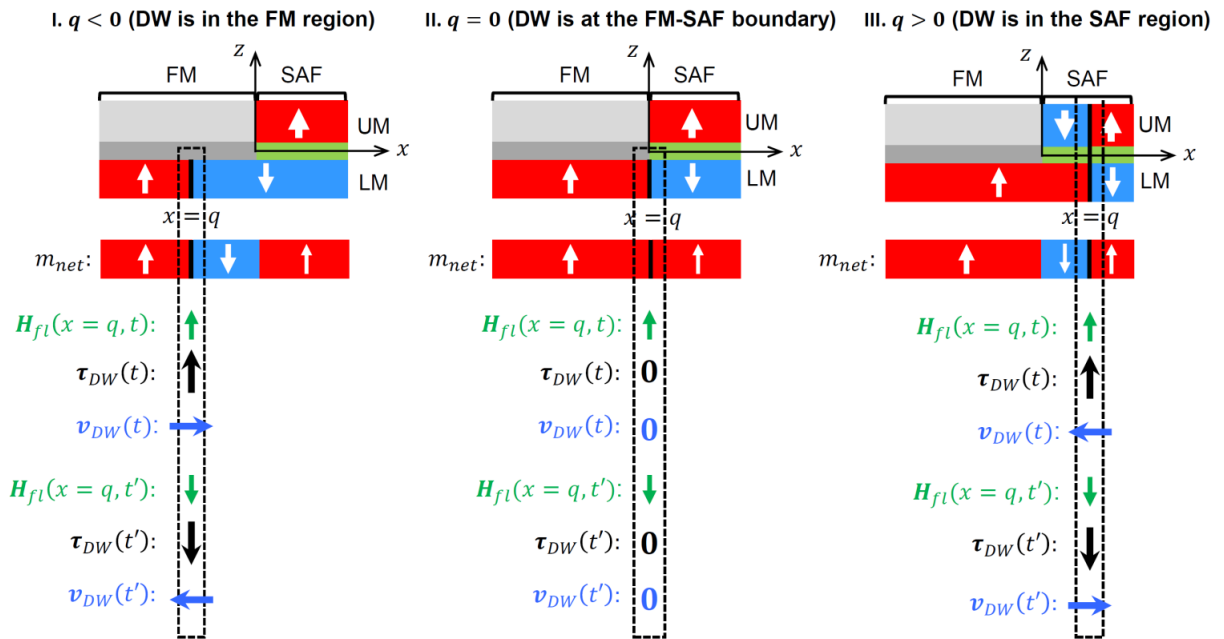 I. q < 0 (DW is in the FM region)
II. q = 0 (DW is at the FM-SAF boundary)
III. q > 0 (DW is in the SAF region)
z
FM
SAF
UM
x
LM
x = q
m_net:
H_fl(x = q, t):
τ_DW(t):
v_DW(t):
H_fl(x = q, t'):
τ_DW(t'):
v_DW(t'):
z
FM
SAF
UM
x
LM
x = q
m_net:
H_fl(x = q, t):
τ_DW(t): 0
v_DW(t): 0
H_fl(x = q, t'):
τ_DW(t'): 0
v_DW(t'): 0
z
FM
SAF
UM
x
LM
x = q
m_net:
H_fl(x = q, t):
τ_DW(t):
v_DW(t):
H_fl(x = q, t'):
τ_DW(t'):
v_DW(t'):